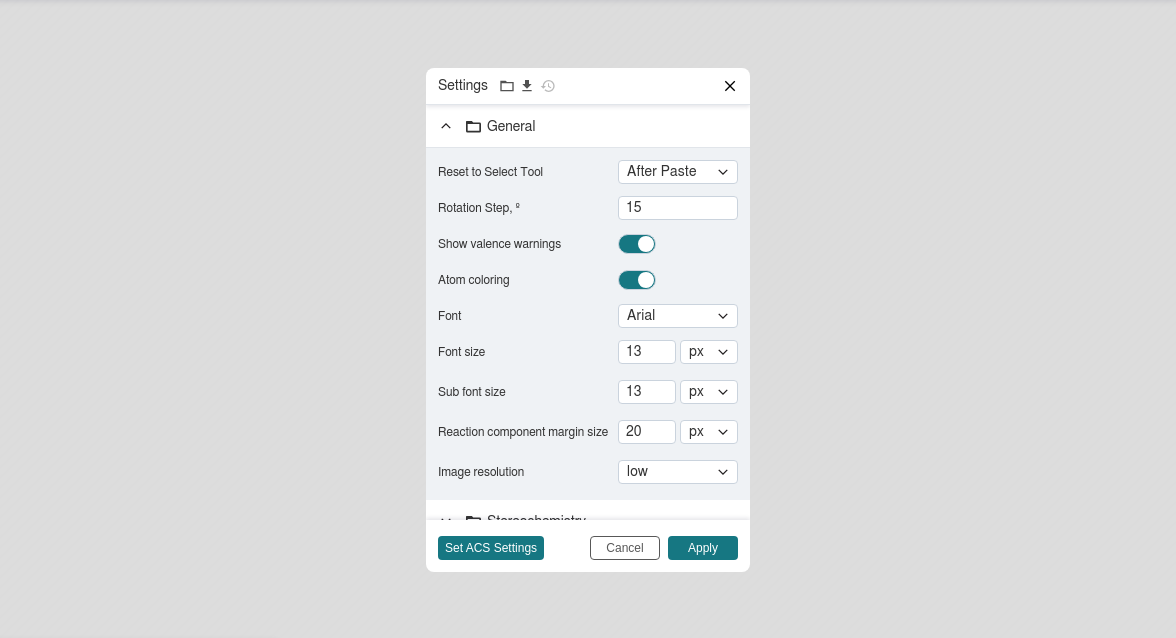 Settings
General
Reset to Select Tool After Paste
Rotation Step, º 15
Show valence warnings
Atom coloring
Font Arial
Font size 13 px
Sub font size 13 px
Reaction component margin size 20 px
Image resolution low
Stereochemistry
Set ACS Settings Cancel Apply